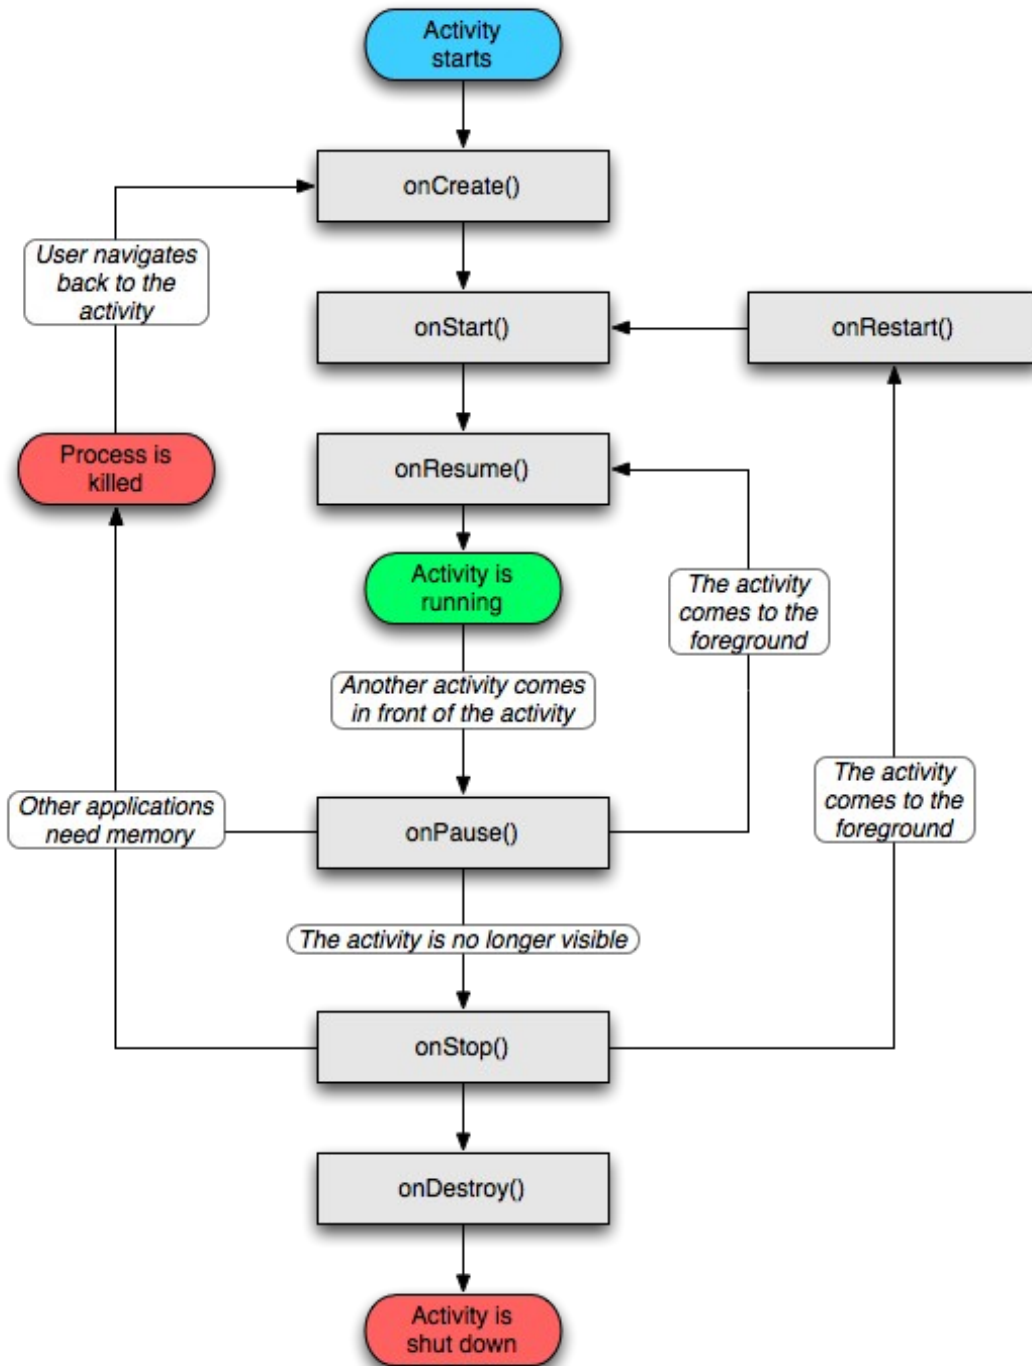 Activity
starts
onCreate()
User navigates
back to the
activity
onStart()
onRestart()
Process is
killed
onResume()
Activity is
running
The activity
comes to the
foreground
Another activity comes
in front of the activity
The activity
comes to the
foreground
Other applications
need memory
onPause()
The activity is no longer visible
onStop()
onDestroy()
Activity is
shut down